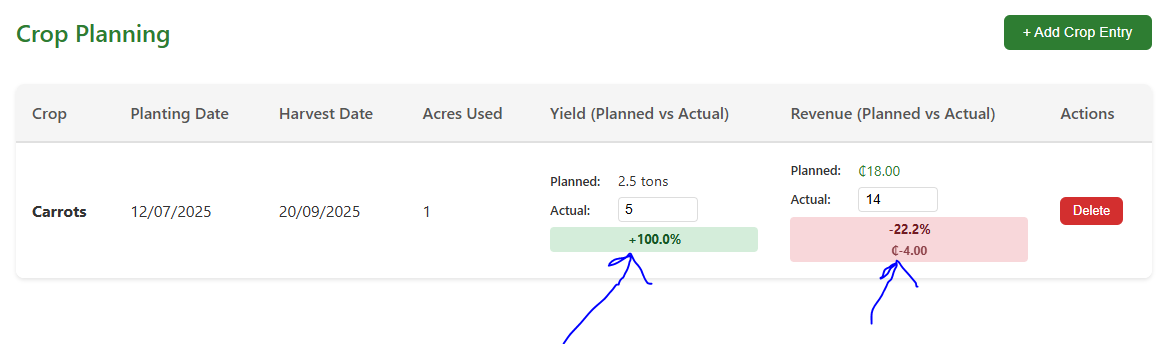 Crop Planning
+ Add Crop Entry
Crop Planting Date Harvest Date Acres Used Yield (Planned vs Actual) Revenue (Planned vs Actual) Actions
Carrots 12/07/2025 20/09/2025 1
Planned: 2.5 tons
Actual: 5
+100.0%
Planned: ₵18.00
Actual: 14
-22.2%
₵-4.00
Delete